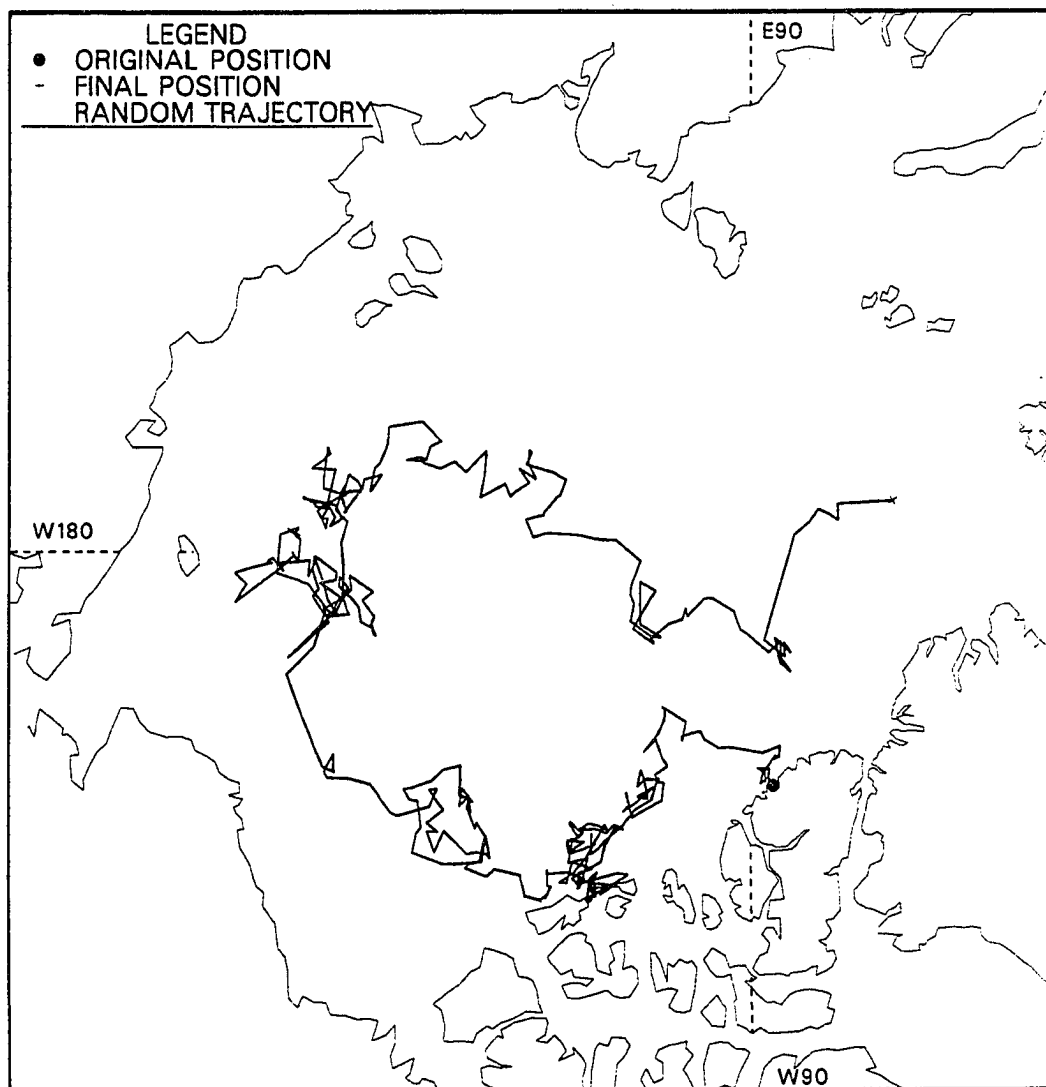 LEGEND
● ORIGINAL POSITION
- FINAL POSITION
RANDOM TRAJECTORY
E90
W180
W90